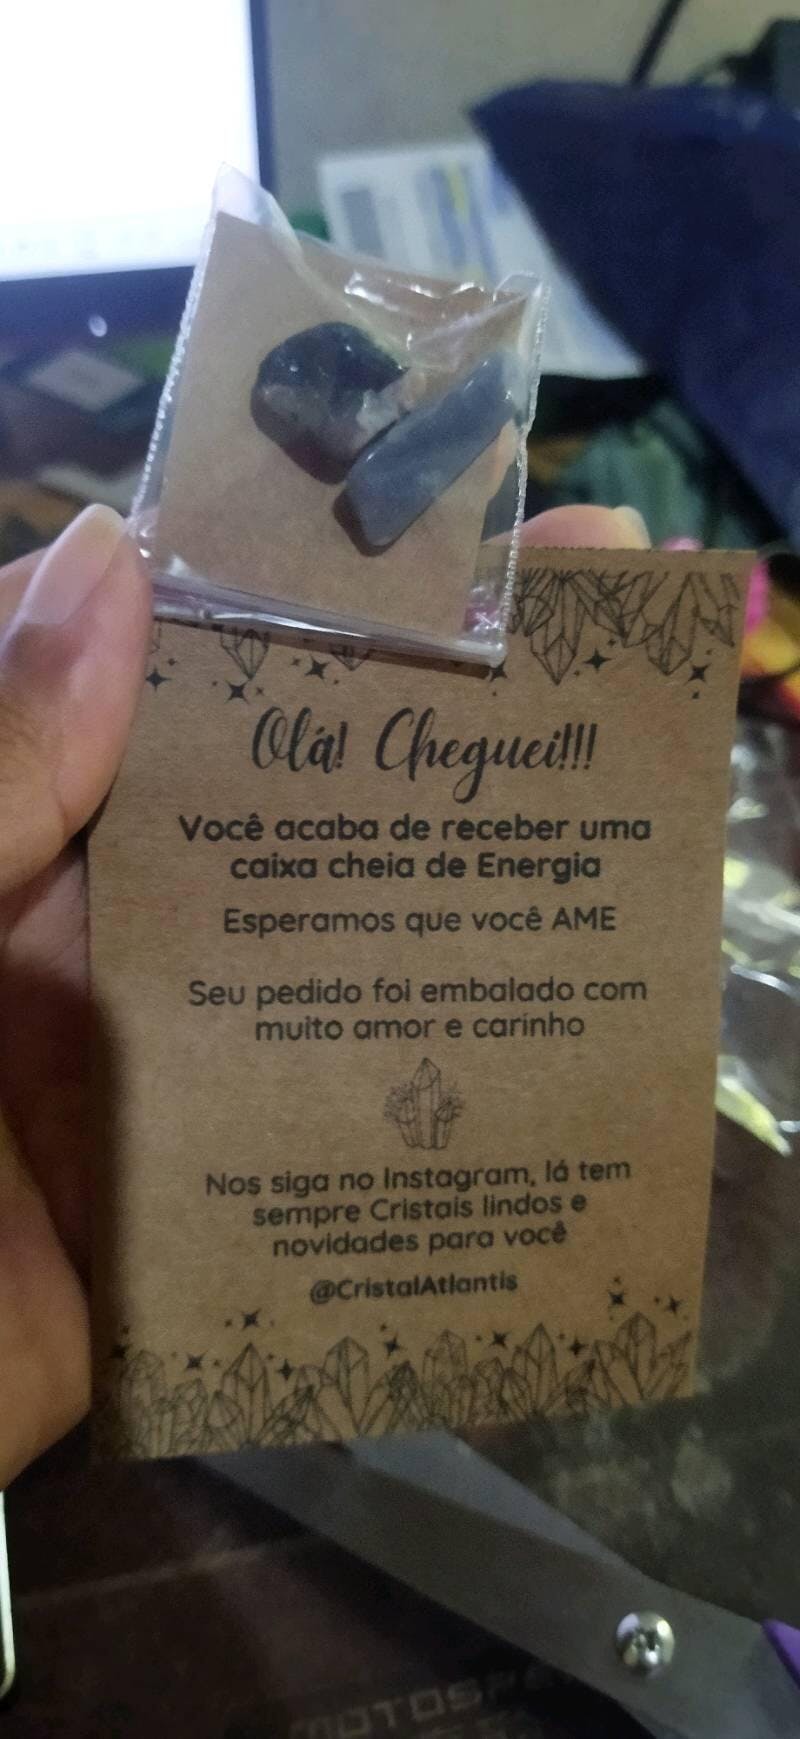 Olá! Cheguei!!!
Você acaba de receber uma
caixa cheia de Energia
Esperamos que você AME
Seu pedido foi embalado com
muito amor e carinho
Nos siga no Instagram, lá tem
sempre Cristais lindos e
novidades para você
@CristalAtlantis